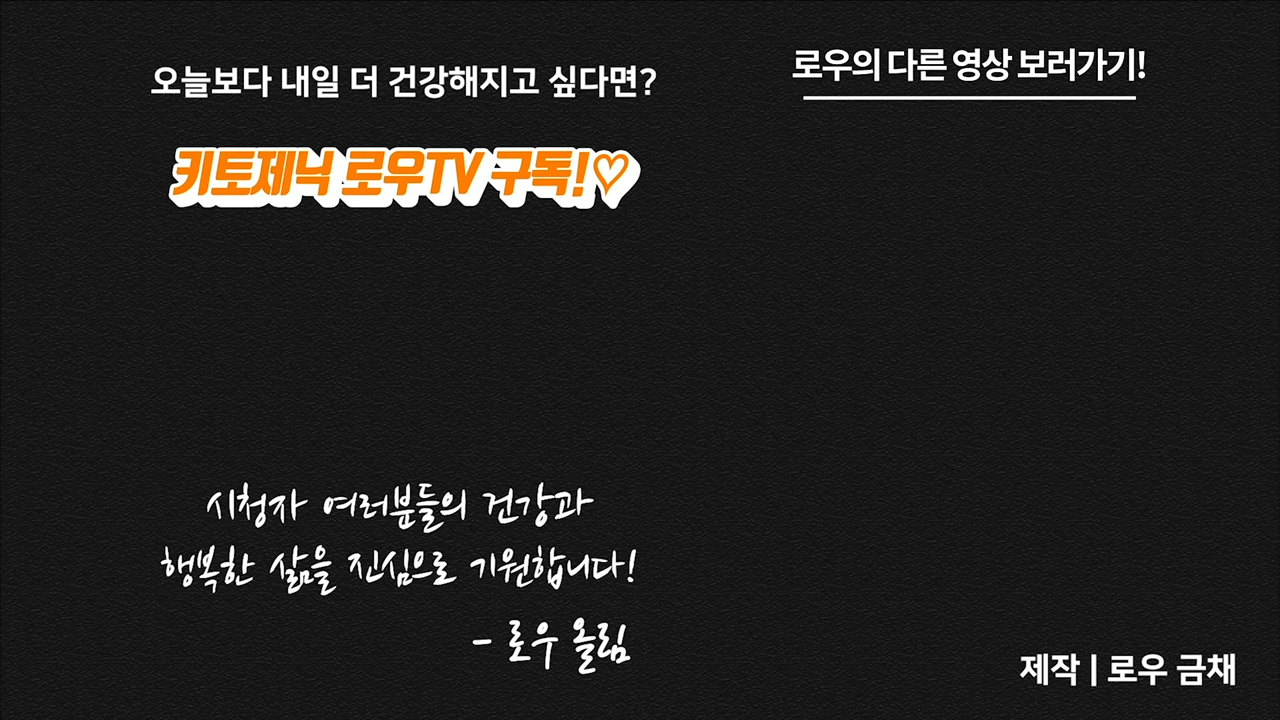 오늘보다 내일 더 건강해지고 싶다면?
키토제닉 로우TV 구독!♡
로우의 다른 영상 보러가기!
시청자 여러분들의 건강과
행복한 삶을 진심으로 기원합니다!
- 로우 올림
제작 | 로우 금채